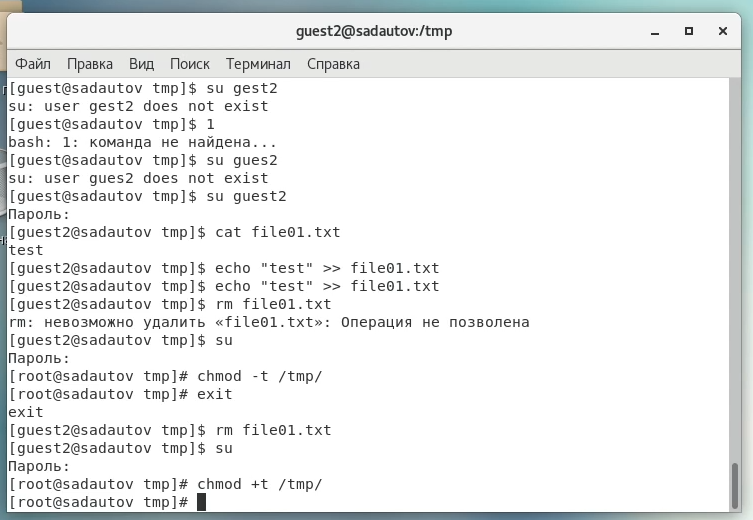 guest2@sadautov:/tmp
Файл Правка Вид Поиск Терминал Справка
[guest@sadautov tmp]$ su gest2
su: user gest2 does not exist
[guest@sadautov tmp]$ 1
bash: 1: команда не найдена...
[guest@sadautov tmp]$ su gues2
su: user gues2 does not exist
[guest@sadautov tmp]$ su guest2
Пароль:
[guest2@sadautov tmp]$ cat file01.txt
test
[guest2@sadautov tmp]$ echo "test" >> file01.txt
[guest2@sadautov tmp]$ echo "test" >> file01.txt
[guest2@sadautov tmp]$ rm file01.txt
rm: невозможно удалить «file01.txt»: Операция не позволена
[guest2@sadautov tmp]$ su
Пароль:
[root@sadautov tmp]# chmod -t /tmp/
[root@sadautov tmp]# exit
exit
[guest2@sadautov tmp]$ rm file01.txt
[guest2@sadautov tmp]$ su
Пароль:
[root@sadautov tmp]# chmod +t /tmp/
[root@sadautov tmp]#